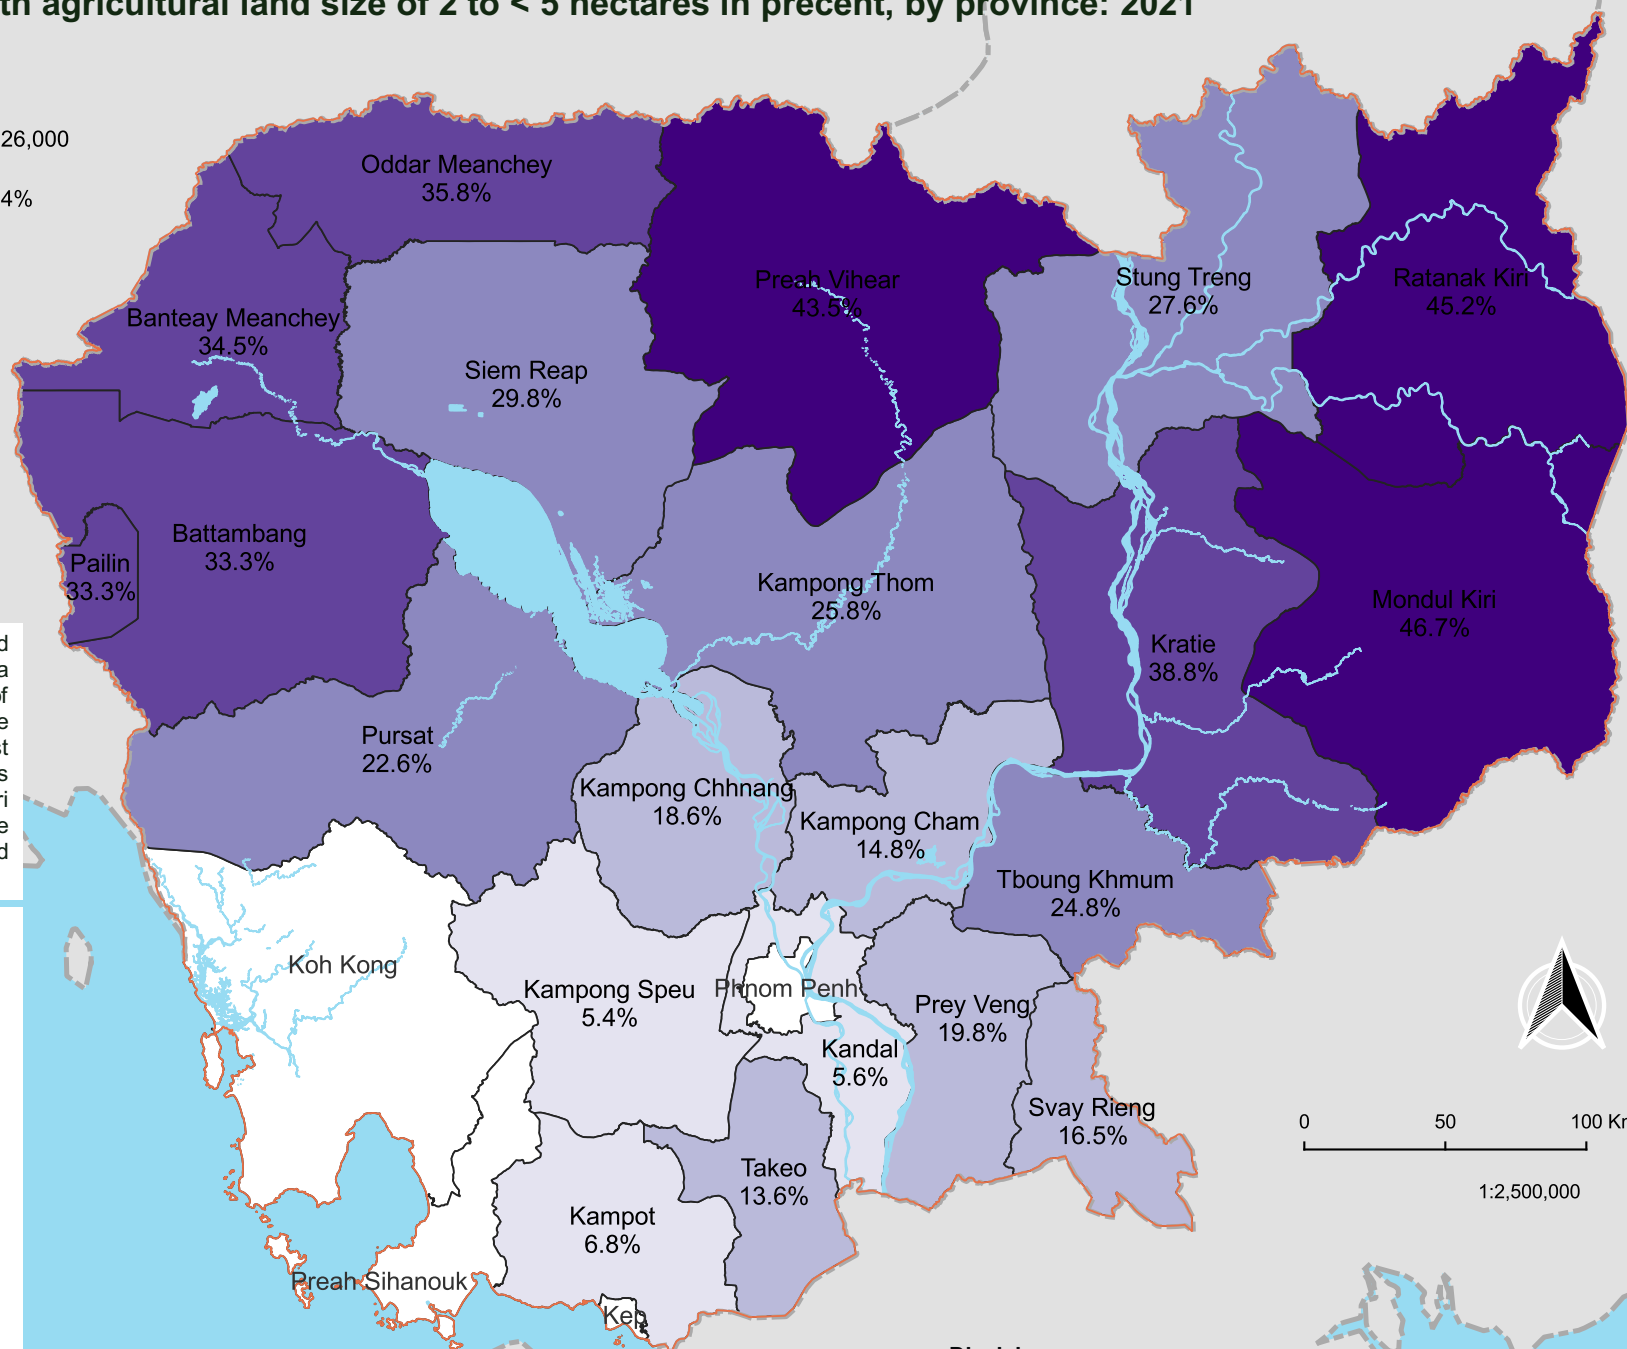 th agricultural land size of 2 to < 5 hectares in precent, by province: 2021
26,000
4%
Oddar Meanchey
35.8%
Preah Vihear
43.5%
Stung Treng
27.6%
Ratanak Kiri
45.2%
Banteay Meanchey
34.5%
Siem Reap
29.8%
Battambang
33.3%
Pailin
33.3%
Kampong Thom
25.8%
Mondul Kiri
46.7%
Kratie
38.8%
d
a
of
e
st
s
ri
e
d
Pursat
22.6%
Kampong Chhnang
18.6%
Kampong Cham
14.8%
Tboung Khmum
24.8%
Koh Kong
Kampong Speu
5.4%
Phnom Penh
Prey Veng
19.8%
Kandal
5.6%
Svay Rieng
16.5%
0 50 100 Km
1:2,500,000
Takeo
13.6%
Kampot
6.8%
Preah Sihanouk
Kep